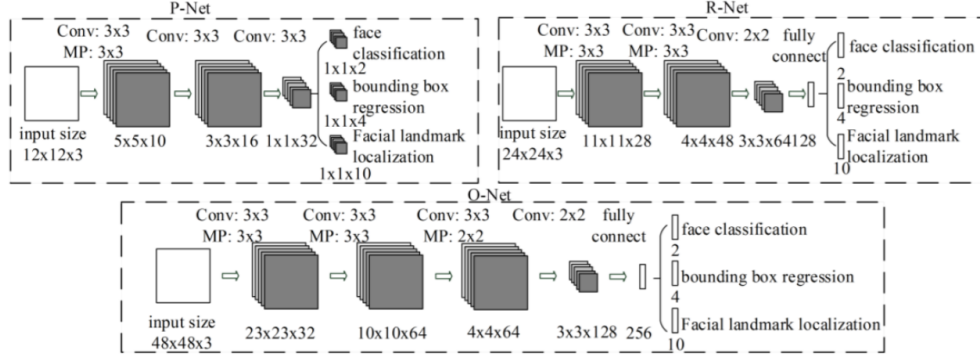 P-Net
Conv: 3x3
MP: 3x3
Conv: 3x3
Conv: 3x3
input size
12x12x3
5x5x10
3x3x16
1x1x32
face
classification
1x1x2
bounding box
regression
1x1x4
Facial landmark
localization
1x1x10
R-Net
Conv: 3x3
MP: 3x3
Conv: 3x3
MP: 3x3
Conv: 2x2
fully
connect
input size
24x24x3
11x11x28
4x4x48
3x3x64
128
face classification
2
bounding box
regression
4
Facial landmark
localization
10
O-Net
Conv: 3x3
MP: 3x3
Conv: 3x3
MP: 3x3
Conv: 3x3
MP: 2x2
Conv: 2x2
fully
connect
input size
48x48x3
23x23x32
10x10x64
4x4x64
3x3x128
256
face classification
2
bounding box regression
4
Facial landmark localization
10